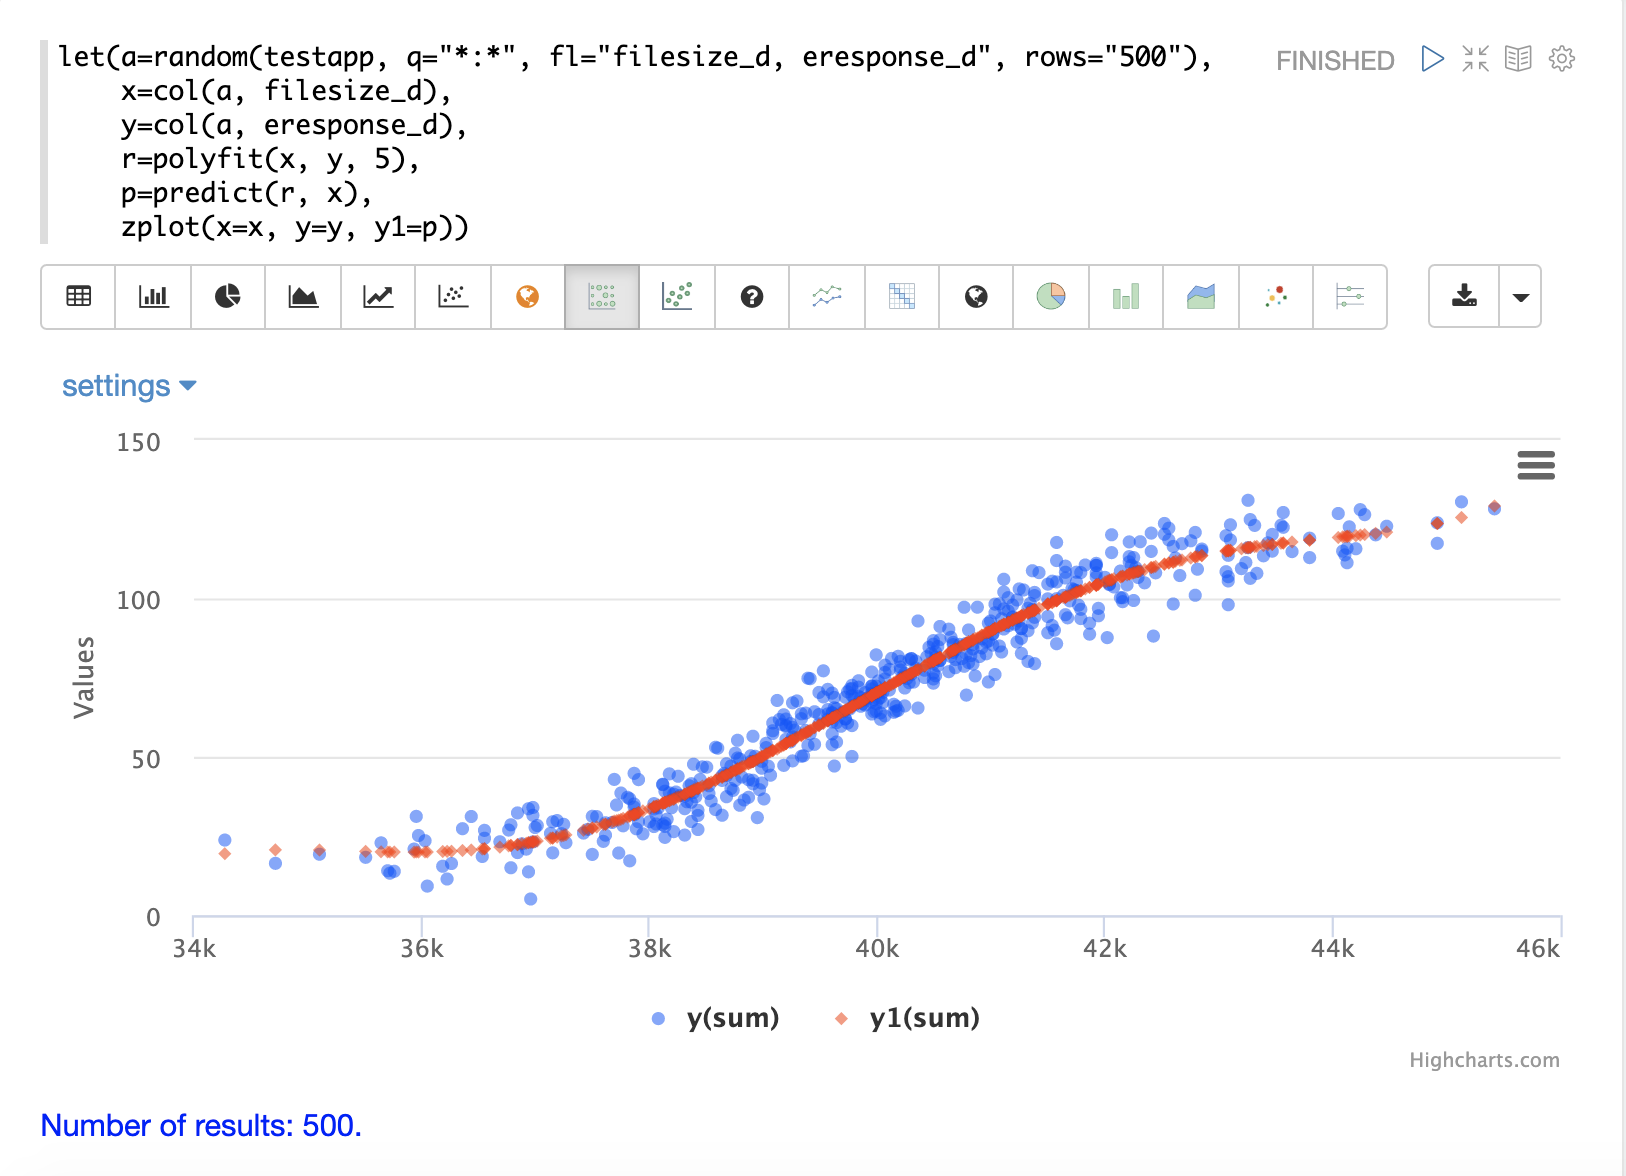 let(a=random(testapp, q="*:*", fl="filesize_d, eresponse_d", rows="500"),
x=col(a, filesize_d),
y=col(a, eresponse_d),
r=polyfit(x, y, 5),
p=predict(r, x),
zplot(x=x, y=y, y1=p))
FINISHED
settings
150
100
50
0
Values
34k 36k 38k 40k 42k 44k 46k
y(sum) y1(sum)
Highcharts.com
Number of results: 500.